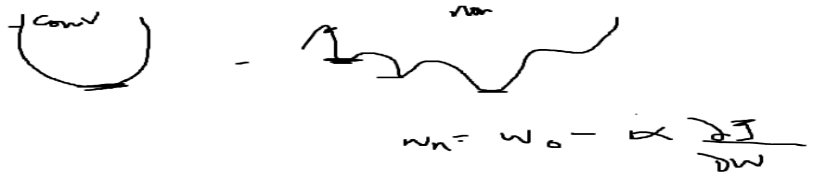 conv
non
wn = wo - α ∂J/∂W